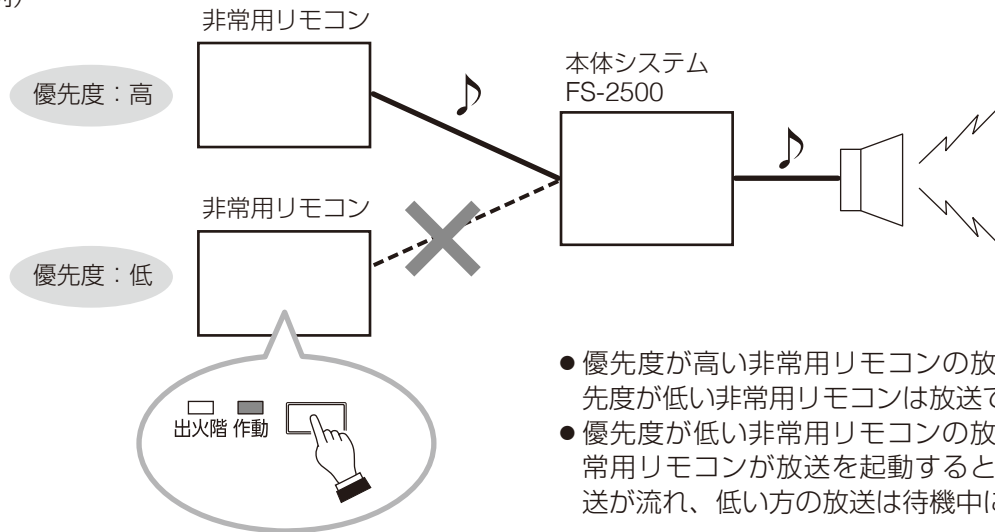 非常用リモコン
優先度：高
本体システム
FS-2500
非常用リモコン
優先度：低
出火階 作動
●優先度が高い非常用リモコンの放
先度が低い非常用リモコンは放送
●優先度が低い非常用リモコンの放
常用リモコンが放送を起動すると
送が流れ、低い方の放送は待機中に